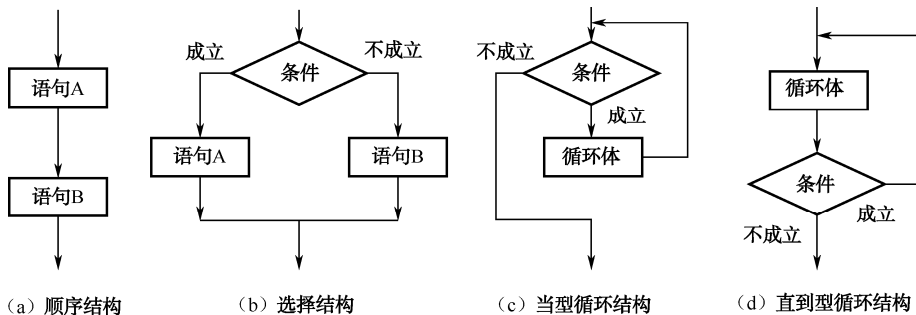 语句A
语句B
(a)顺序结构
条件
成立
不成立
语句A
语句B
(b)选择结构
条件
不成立
成立
循环体
(c)当型循环结构
循环体
条件
成立
不成立
(d)直到型循环结构